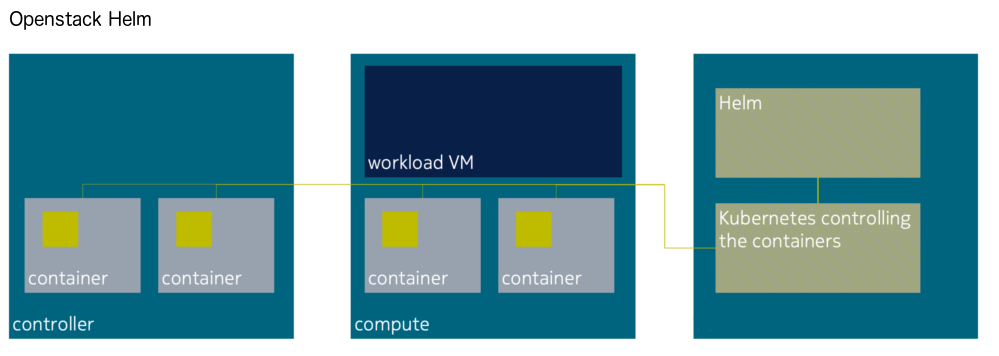 Openstack Helm
Helm
workload VM
Kubernetes controlling
the containers
container
container
container
container
controller
compute